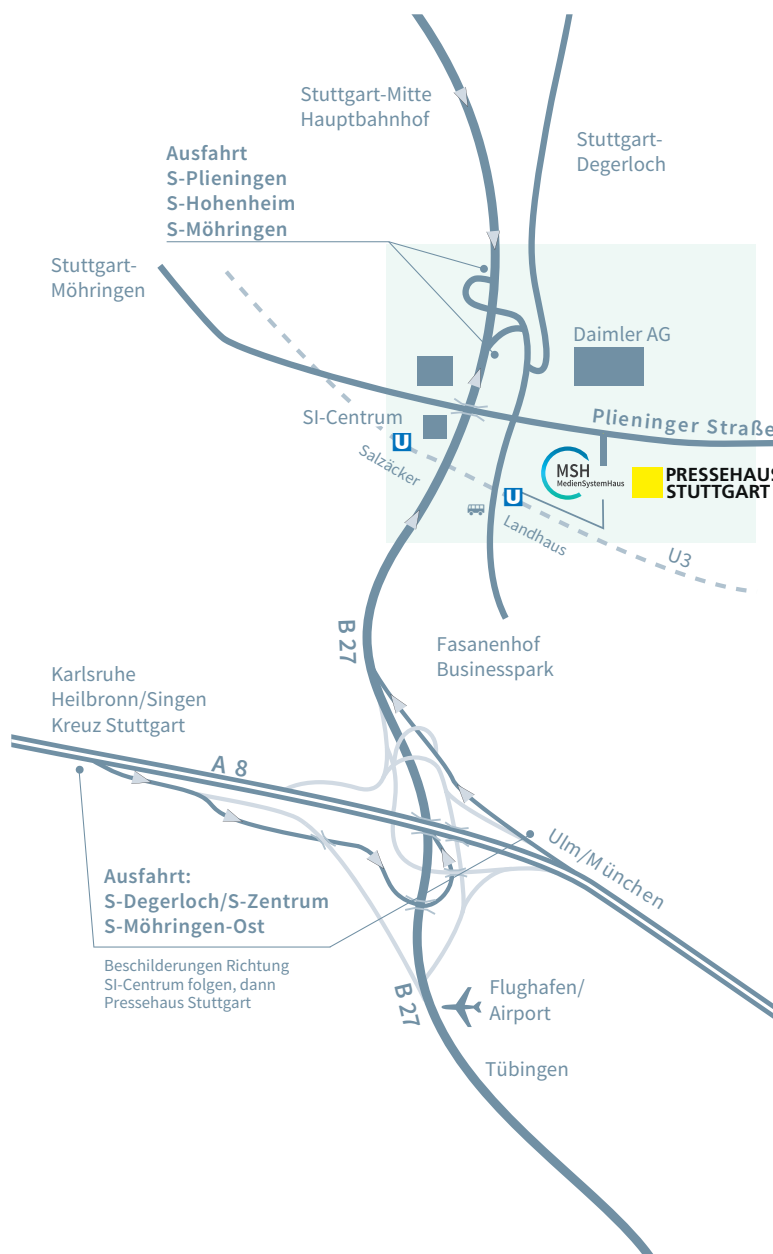 Stuttgart-Mitte
Hauptbahnhof
Stuttgart-
Degerloch
Ausfahrt
S-Plieningen
S-Hohenheim
S-Möhringen
Stuttgart-
Möhringen
Daimler AG
SI-Centrum
Plieninger Straße
U
Salzäcker
MSH
MedienSystemHaus
PRESSEHAUS
STUTTGART
U
Landhaus
U3
B 27
Fasanenhof
Businesspark
Karlsruhe
Heilbronn/Singen
Kreuz Stuttgart
A 8
Ulm/München
Ausfahrt:
S-Degerloch/S-Zentrum
S-Möhringen-Ost
Beschilderungen Richtung
SI-Centrum folgen, dann
Pressehaus Stuttgart
B 27
Flughafen/
Airport
Tübingen